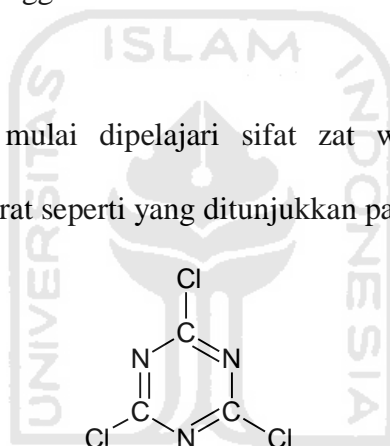 ISLAM
UNIVERSITAS
INDONESIA
mulai dipelajari sifat zat w
rat seperti yang ditunjukkan pa
Cl
C
N N
C C
Cl N Cl